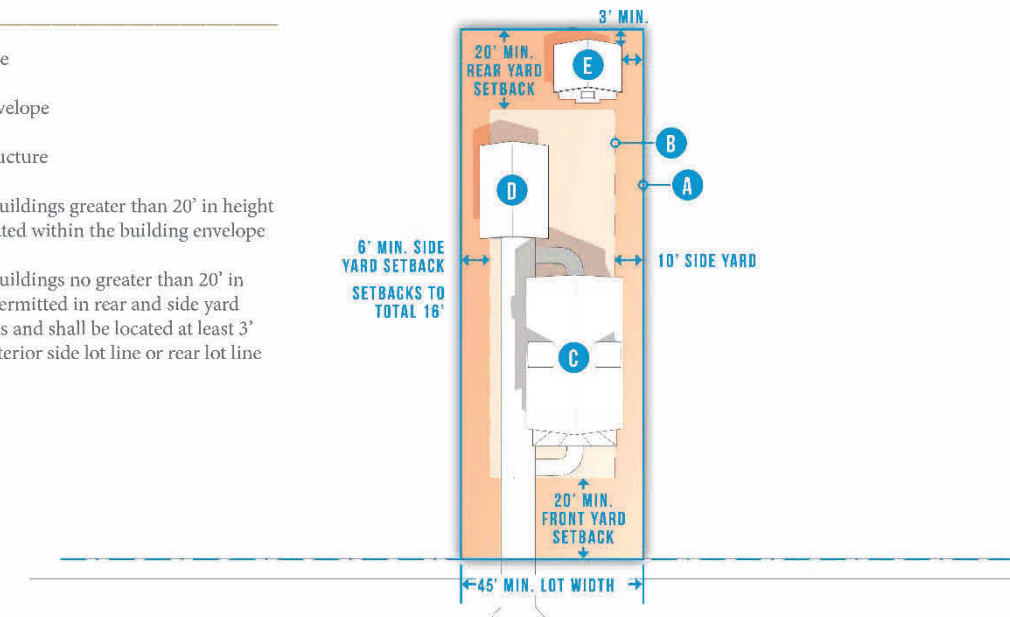 e
velope
ucture
uildings greater than 20’ in height
ted within the building envelope
uildings no greater than 20’ in
ermitted in rear and side yard
s and shall be located at least 3’
terior side lot line or rear lot line
3’ MIN.
20’ MIN.
REAR YARD
SETBACK
E
B
A
D
6’ MIN. SIDE
YARD SETBACK
SETBACKS TO
TOTAL 16’
10’ SIDE YARD
C
20’ MIN.
FRONT YARD
SETBACK
45’ MIN. LOT WIDTH